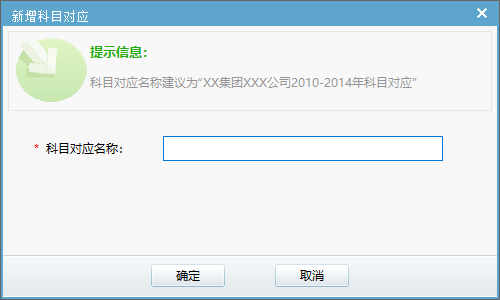 新增科目对应
提示信息：
科目对应名称建议为“XX集团XXX公司2010-2014年科目对应”
* 科目对应名称：
确定 取消